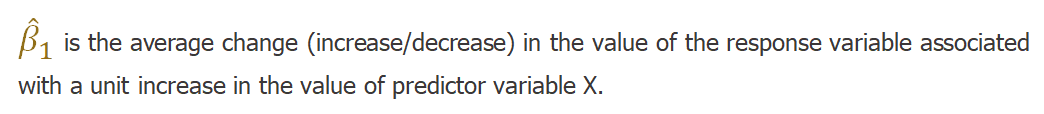 β̂₁ is the average change (increase/decrease) in the value of the response variable associated
with a unit increase in the value of predictor variable X.